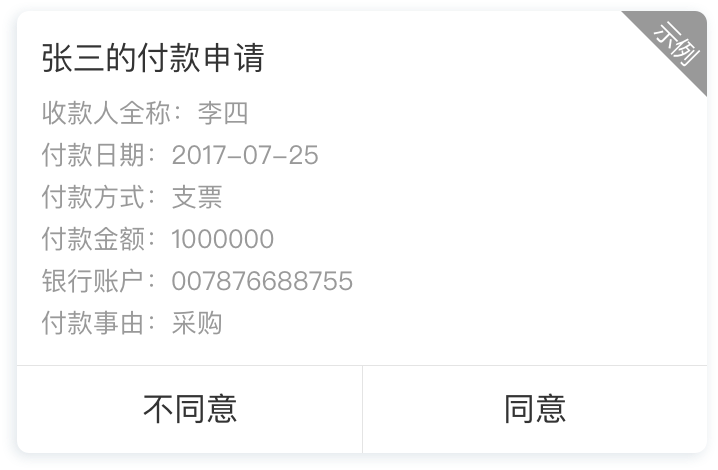 示例
张三的付款申请
收款人全称：李四
付款日期：2017-07-25
付款方式：支票
付款金额：1000000
银行账户：007876688755
付款事由：采购
不同意
同意